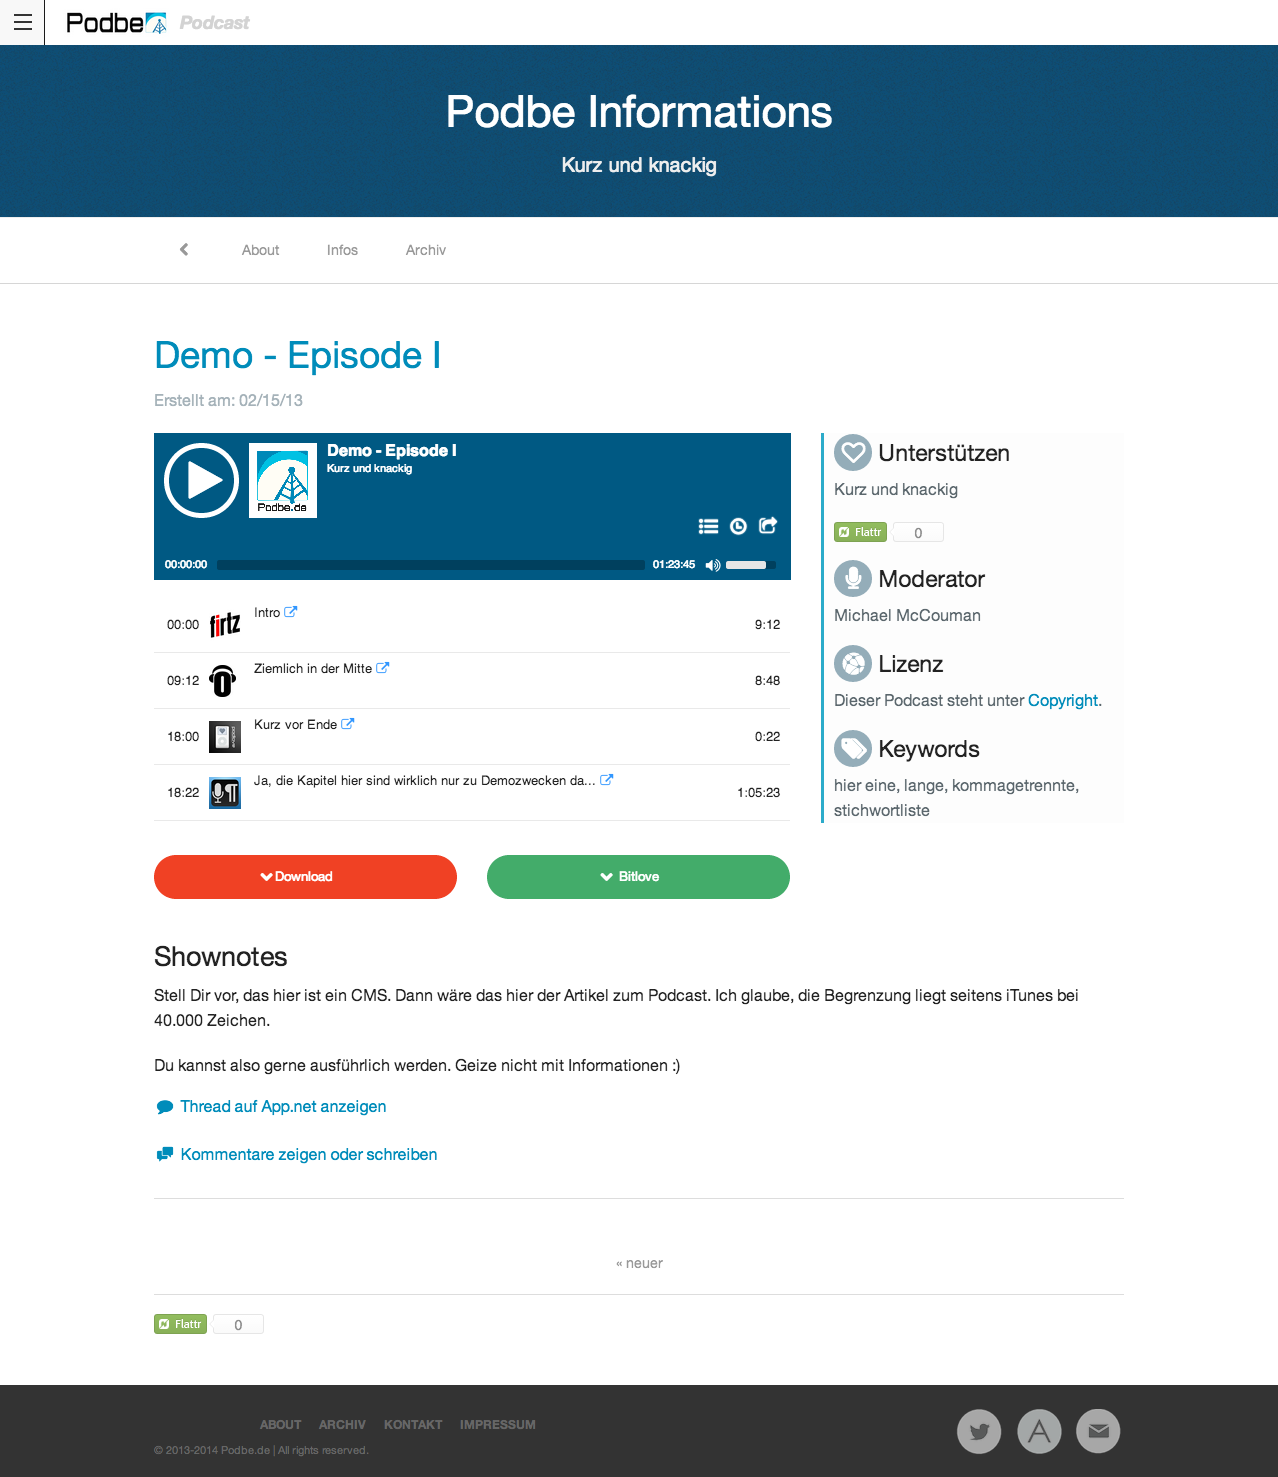 Podbe Podcast
Podbe Informations
Kurz und knackig
About Infos Archiv
Demo - Episode I
Erstellt am: 02/15/13
Podbe.de
Demo - Episode I
Kurz und knackig
00:00:00 01:23:45
00:00 firtz Intro 9:12
09:12 Ziemlich in der Mitte 8:48
18:00 Kurz vor Ende 0:22
18:22 Ja, die Kapitel hier sind wirklich nur zu Demozwecken da... 1:05:23
Unterstützen
Kurz und knackig
Flattr 0
Moderator
Michael McCouman
Lizenz
Dieser Podcast steht unter Copyright.
Keywords
hier eine, lange, kommagetrennte,
stichwortliste
Download Bitlove
Shownotes
Stell Dir vor, das hier ist ein CMS. Dann wäre das hier der Artikel zum Podcast. Ich glaube, die Begrenzung liegt seitens iTunes bei
40.000 Zeichen.
Du kannst also gerne ausführlich werden. Geize nicht mit Informationen :)
Thread auf App.net anzeigen
Kommentare zeigen oder schreiben
« neuer
Flattr 0
ABOUT ARCHIV KONTAKT IMPRESSUM
© 2013-2014 Podbe.de | All rights reserved.